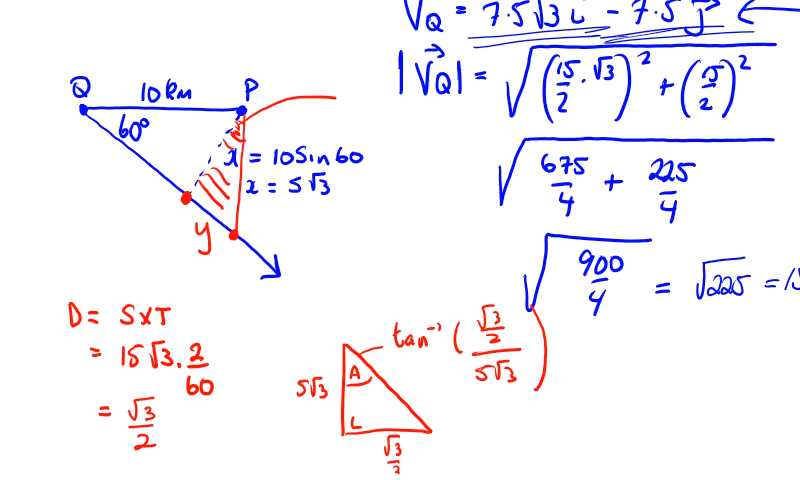 V_Q = 7.5√3 i - 7.5 j
|V_Q| = √((15/2 . √3)² + (15/2)²)
√(675/4 + 225/4)
√(900/4) = √225 = 15
Q 10 km P
60°
x = 10 Sin 60
x = 5√3
y
D = S×T
= 15√3 . 2/60
= √3/2
tan⁻¹ ((√3/2)/(5√3))
A
5√3
L
√3/2